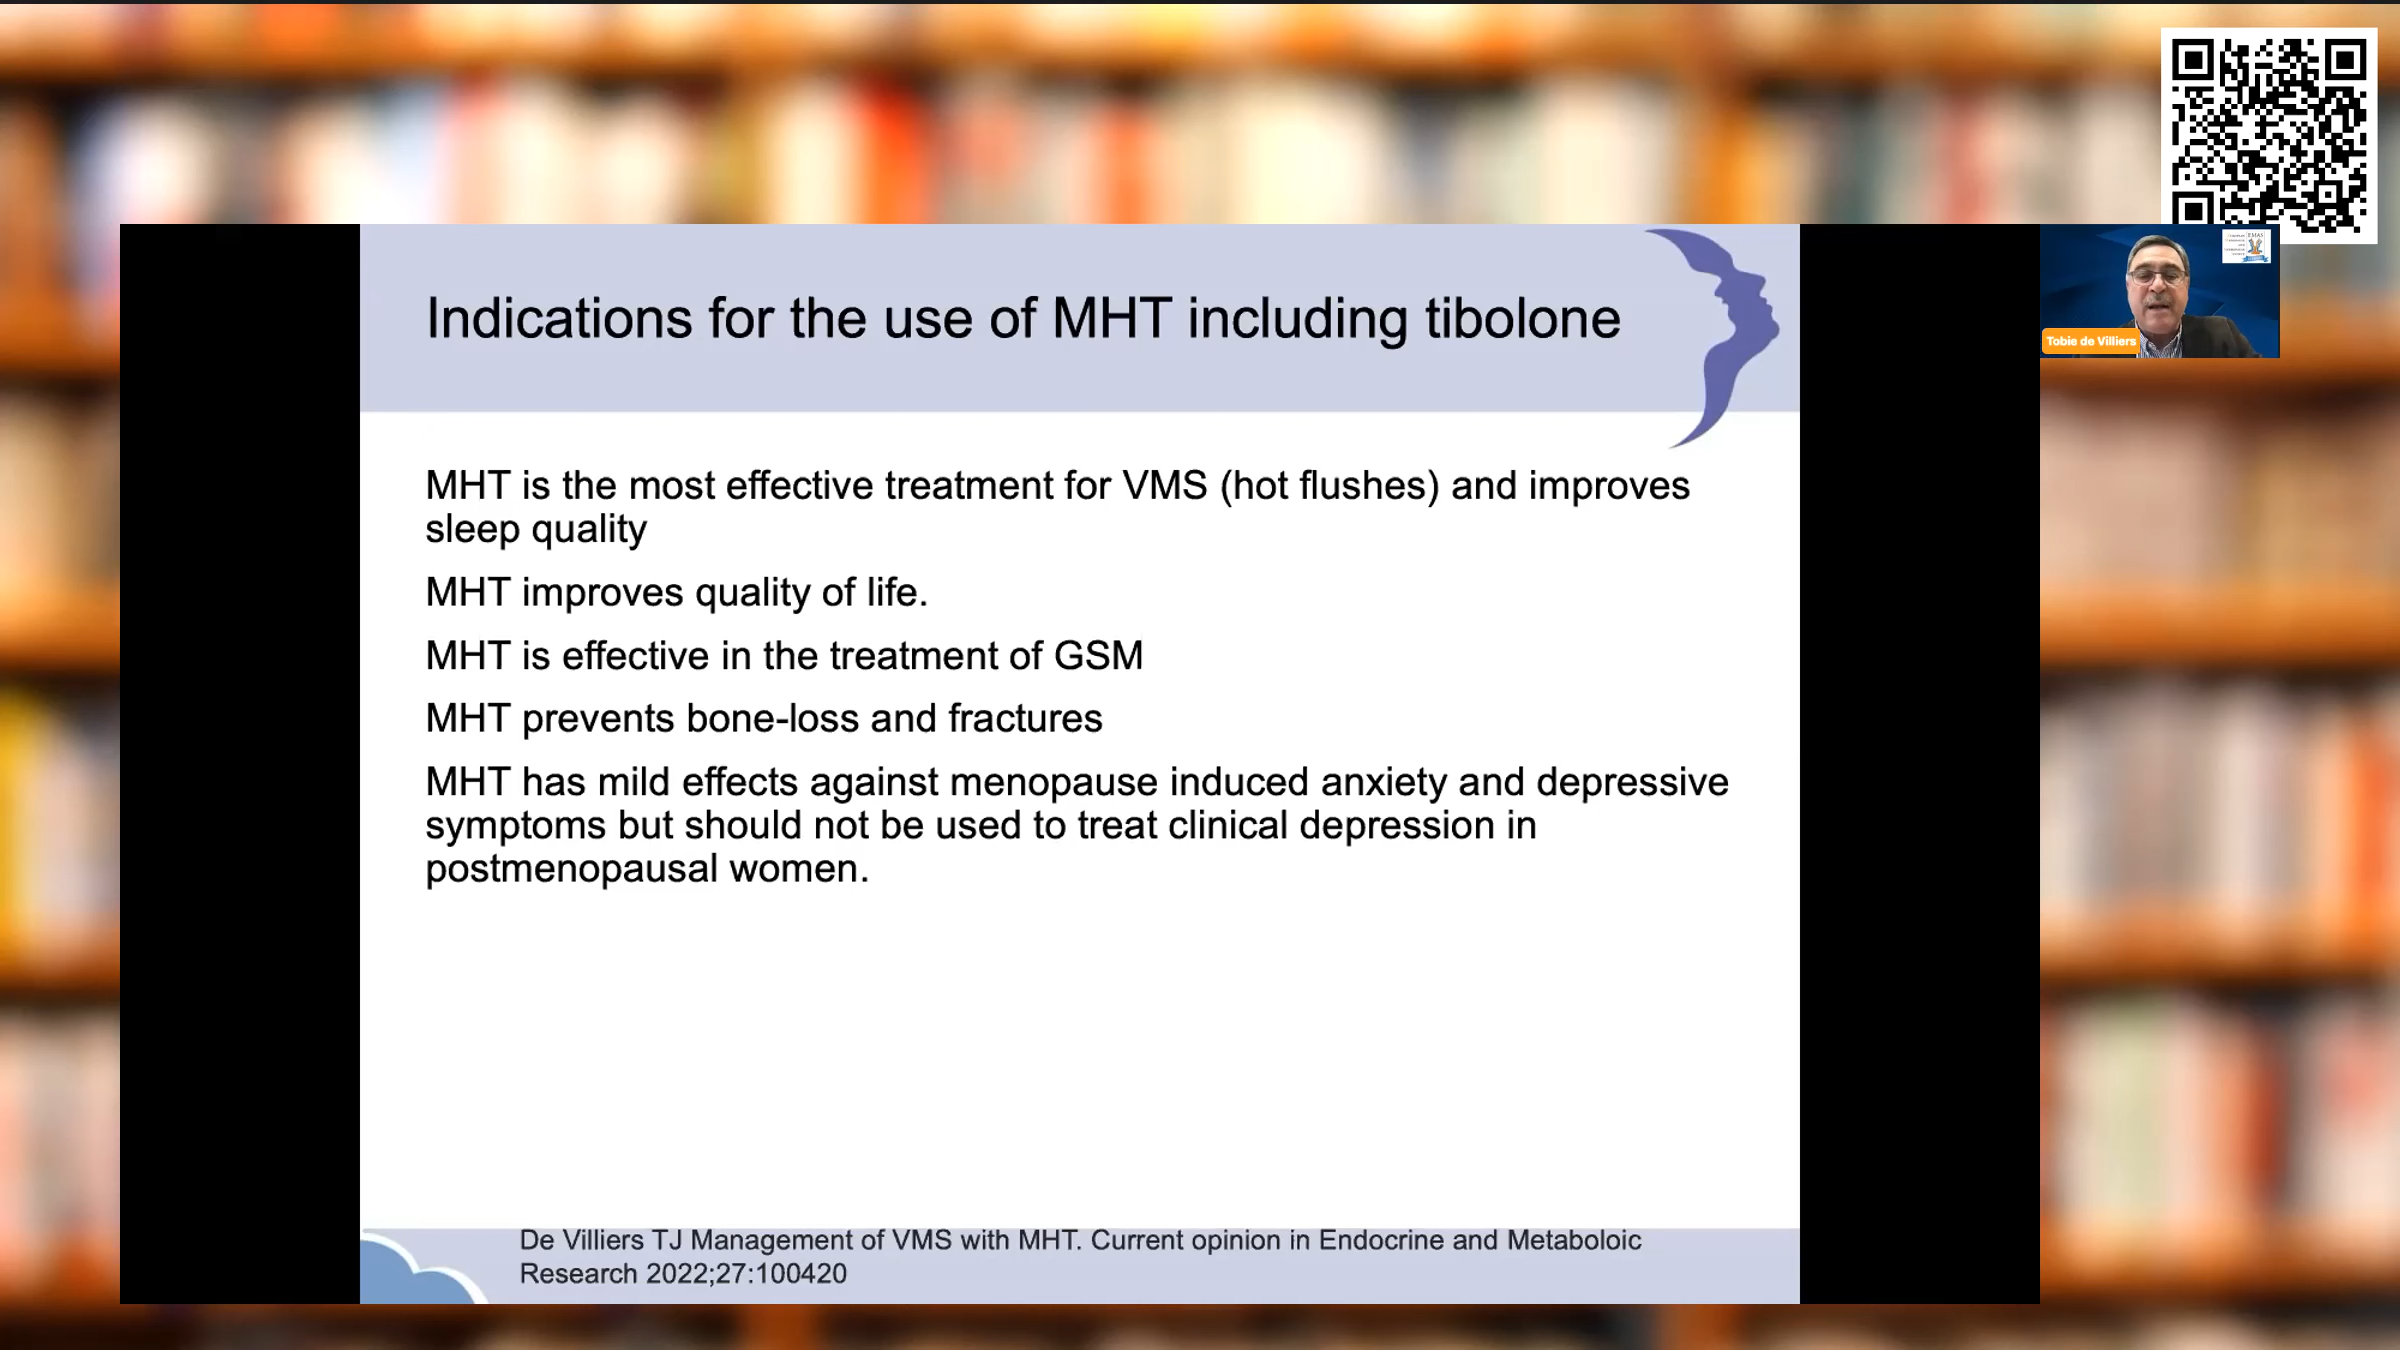 Indications for the use of MHT including tibolone
MHT is the most effective treatment for VMS (hot flushes) and improves
sleep quality
MHT improves quality of life.
MHT is effective in the treatment of GSM
MHT prevents bone-loss and fractures
MHT has mild effects against menopause induced anxiety and depressive
symptoms but should not be used to treat clinical depression in
postmenopausal women.
De Villiers TJ Management of VMS with MHT. Current opinion in Endocrine and Metaboloic
Research 2022;27:100420
EMAS
Tobie de Villiers